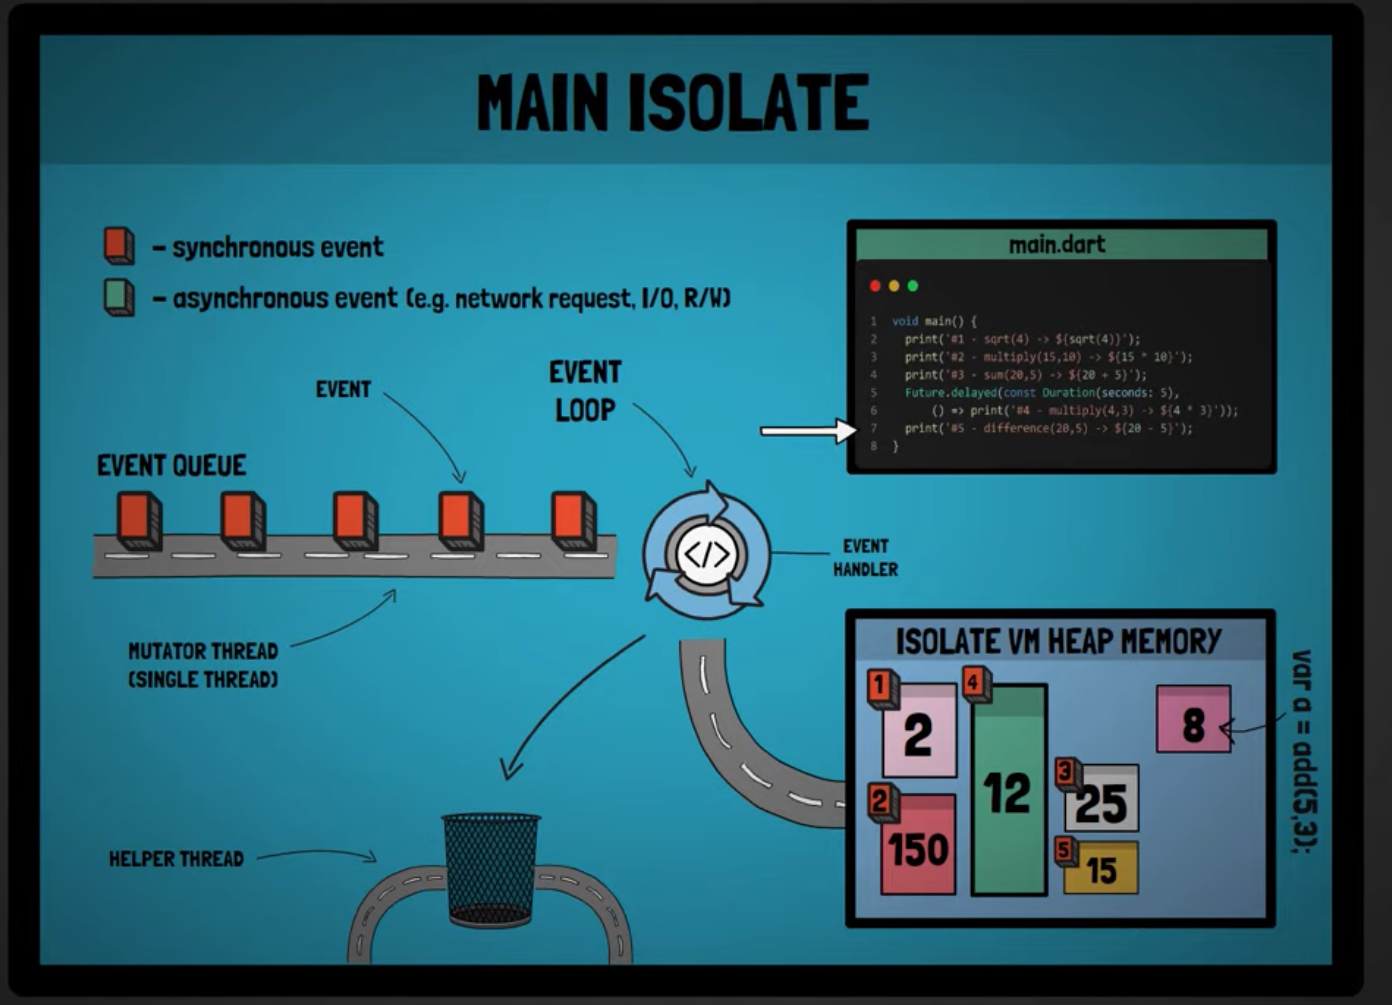 MAIN ISOLATE
– synchronous event
– asynchronous event (e.g. network request, I/O, R/W)
EVENT
EVENT
LOOP
EVENT QUEUE
EVENT
HANDLER
MUTATOR THREAD
(SINGLE THREAD)
HELPER THREAD
main.dart
1 void main() {
2 print('#1 - sqrt(4) -> ${sqrt(4)}');
3 print('#2 - multiply(15,10) -> ${15 * 10}');
4 print('#3 - sum(20,5) -> ${20 + 5}');
5 Future.delayed(const Duration(seconds: 5),
6 () => print('#4 - multiply(4,3) -> ${4 * 3}'));
7 print('#5 - difference(20,5) -> ${20 - 5}');
8 }
</>
ISOLATE VM HEAP MEMORY
1
2
4
12
8
3
25
2
150
5
15
var a = add(5,3);